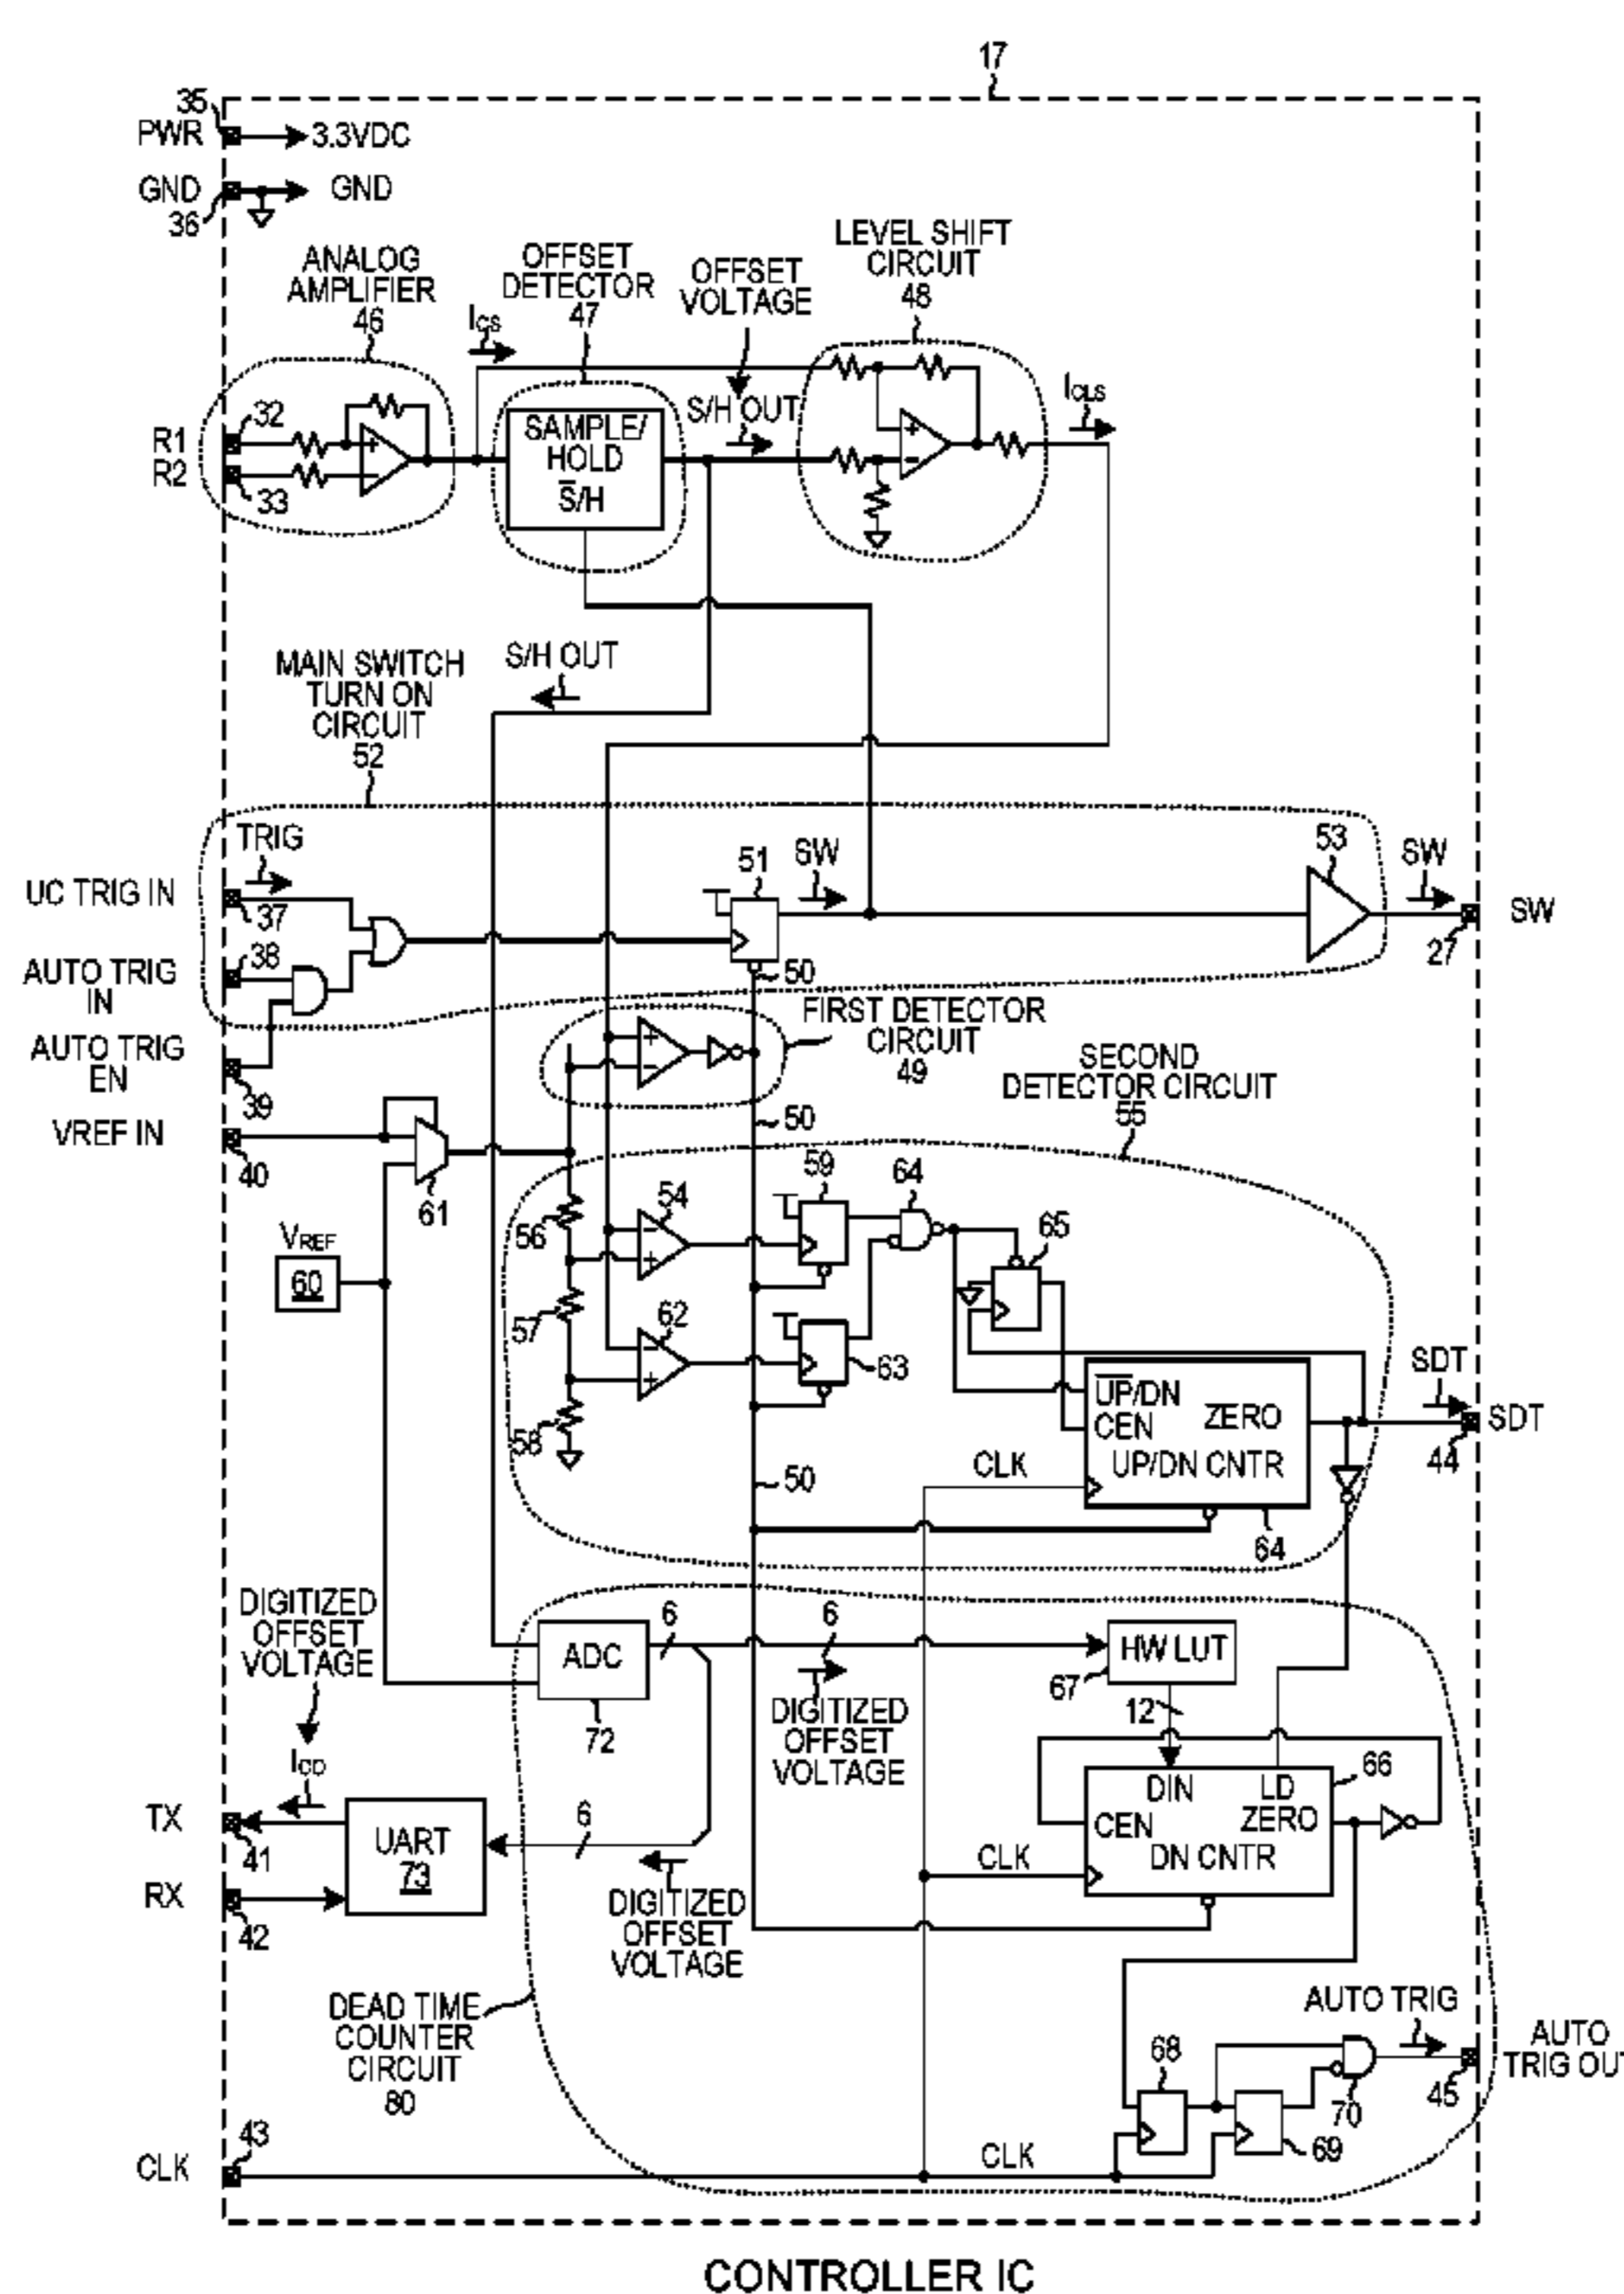 17
35
PWR
3.3VDC
GND
GND
36
LEVEL SHIFT
CIRCUIT
48
OFFSET
DETECTOR
47
OFFSET
VOLTAGE
ANALOG
AMPLIFIER
46
ICS
S/H OUT
ICLS
R1
32
R2
33
SAMPLE/
HOLD
S̅/H
S/H OUT
MAIN SWITCH
TURN ON
CIRCUIT
52
TRIG
UC TRIG IN
37
51
SW
53
SW
SW
27
38
AUTO TRIG
IN
50
FIRST DETECTOR
CIRCUIT
49
AUTO TRIG
EN
39
SECOND
DETECTOR CIRCUIT
55
VREF IN
40
50
61
59
64
54
56
65
VREF
60
57
62
63
58
SDT
SDT
44
U̅P̅/DN
CEN
ZERO
UP/DN CNTR
CLK
50
64
DIGITIZED
OFFSET
VOLTAGE
ICD
ADC
72
6
6
HW LUT
67
DIGITIZED
OFFSET
VOLTAGE
12
DIN
LD
66
CEN
ZERO
DN CNTR
CLK
TX
41
UART
73
6
RX
42
DIGITIZED
OFFSET
VOLTAGE
DEAD TIME
COUNTER
CIRCUIT
80
AUTO TRIG
AUTO
TRIG OUT
45
68
70
69
CLK
43
CLK
CONTROLLER IC